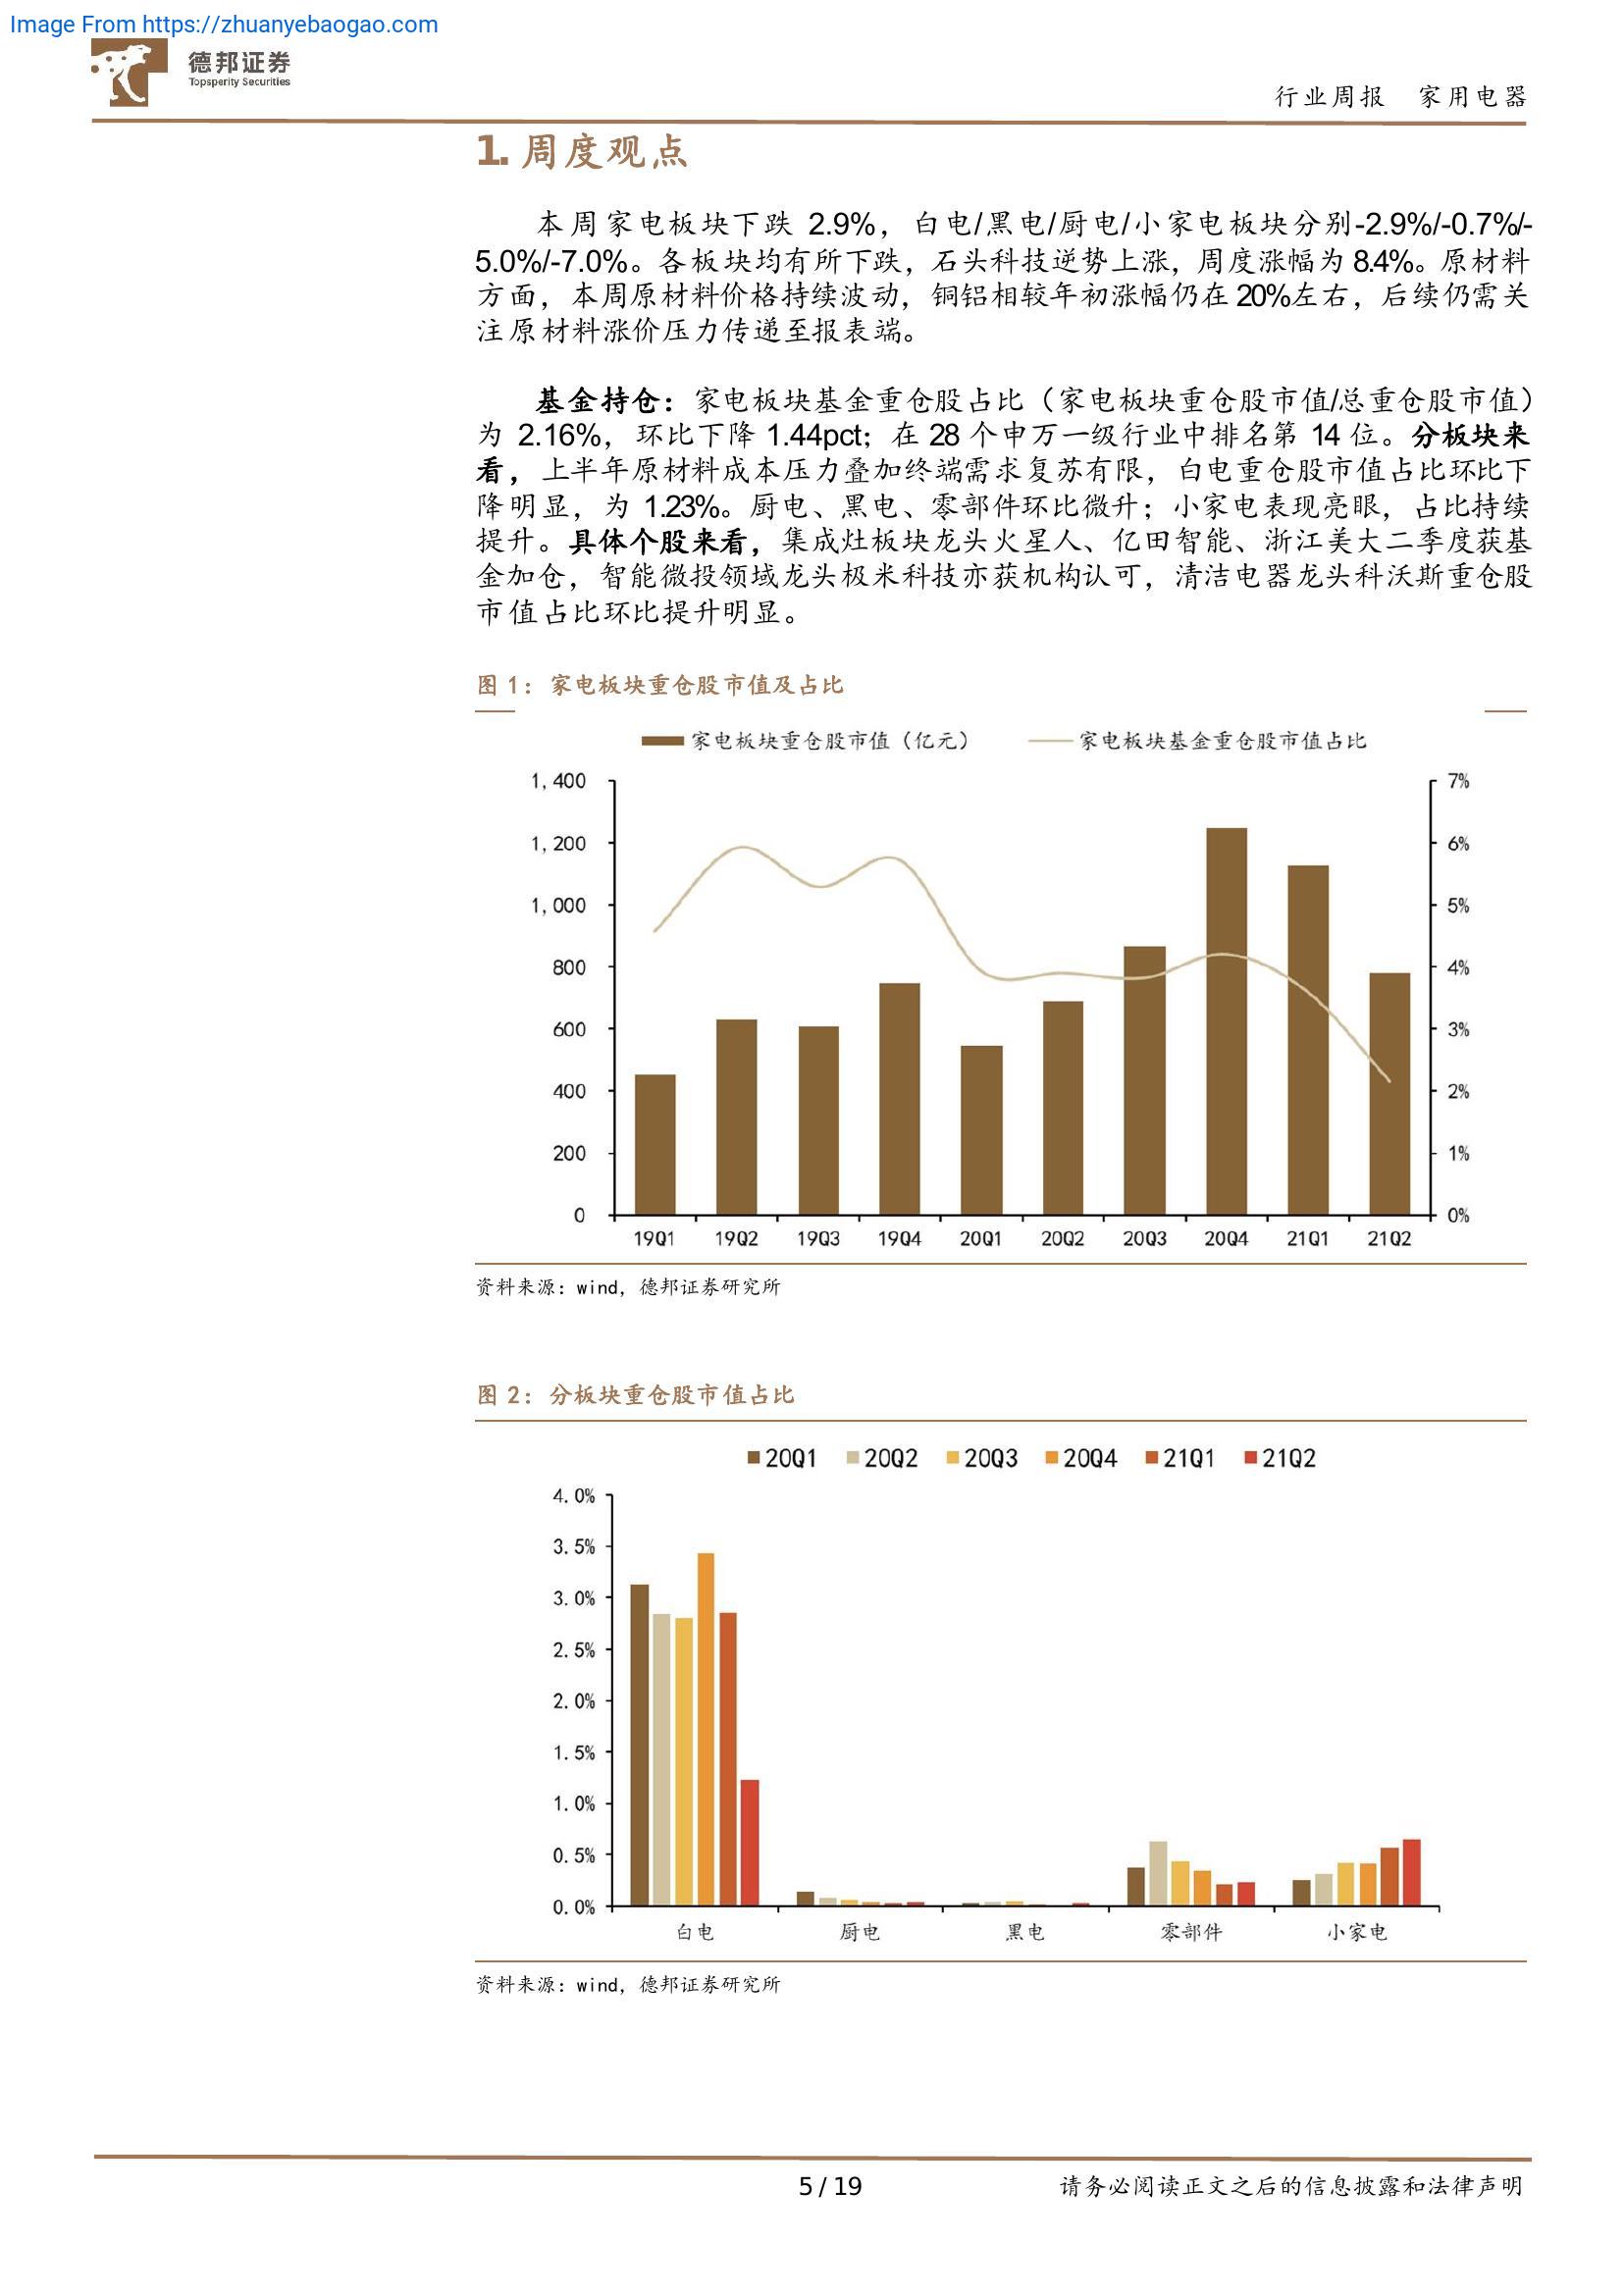 Image From https://zhuanyebaogao.com
德邦证券
Topsperity Securities
行业周报 家用电器
1. 周度观点
本周家电板块下跌 2.9%，白电/黑电/厨电/小家电板块分别-2.9%/-0.7%/-
5.0%/-7.0%。各板块均有所下跌，石头科技逆势上涨，周度涨幅为 8.4%。原材料
方面，本周原材料价格持续波动，铜铝相较年初涨幅仍在 20%左右，后续仍需关
注原材料涨价压力传递至报表端。
基金持仓：家电板块基金重仓股占比（家电板块重仓股市值/总重仓股市值）
为 2.16%，环比下降 1.44pct；在 28 个申万一级行业中排名第 14 位。分板块来
看，上半年原材料成本压力叠加终端需求复苏有限，白电重仓股市值占比环比下
降明显，为 1.23%。厨电、黑电、零部件环比微升；小家电表现亮眼，占比持续
提升。具体个股来看，集成灶板块龙头火星人、亿田智能、浙江美大二季度获基
金加仓，智能微投领域龙头极米科技亦获机构认可，清洁电器龙头科沃斯重仓股
市值占比环比提升明显。
图 1：家电板块重仓股市值及占比
家电板块重仓股市值（亿元） 家电板块基金重仓股市值占比
1,400 7%
1,200 6%
1,000 5%
800 4%
600 3%
400 2%
200 1%
0 0%
19Q1 19Q2 19Q3 19Q4 20Q1 20Q2 20Q3 20Q4 21Q1 21Q2
资料来源：wind，德邦证券研究所
图 2：分板块重仓股市值占比
20Q1 20Q2 20Q3 20Q4 21Q1 21Q2
4.0%
3.5%
3.0%
2.5%
2.0%
1.5%
1.0%
0.5%
0.0%
白电 厨电 黑电 零部件 小家电
资料来源：wind，德邦证券研究所
5 / 19 请务必阅读正文之后的信息披露和法律声明